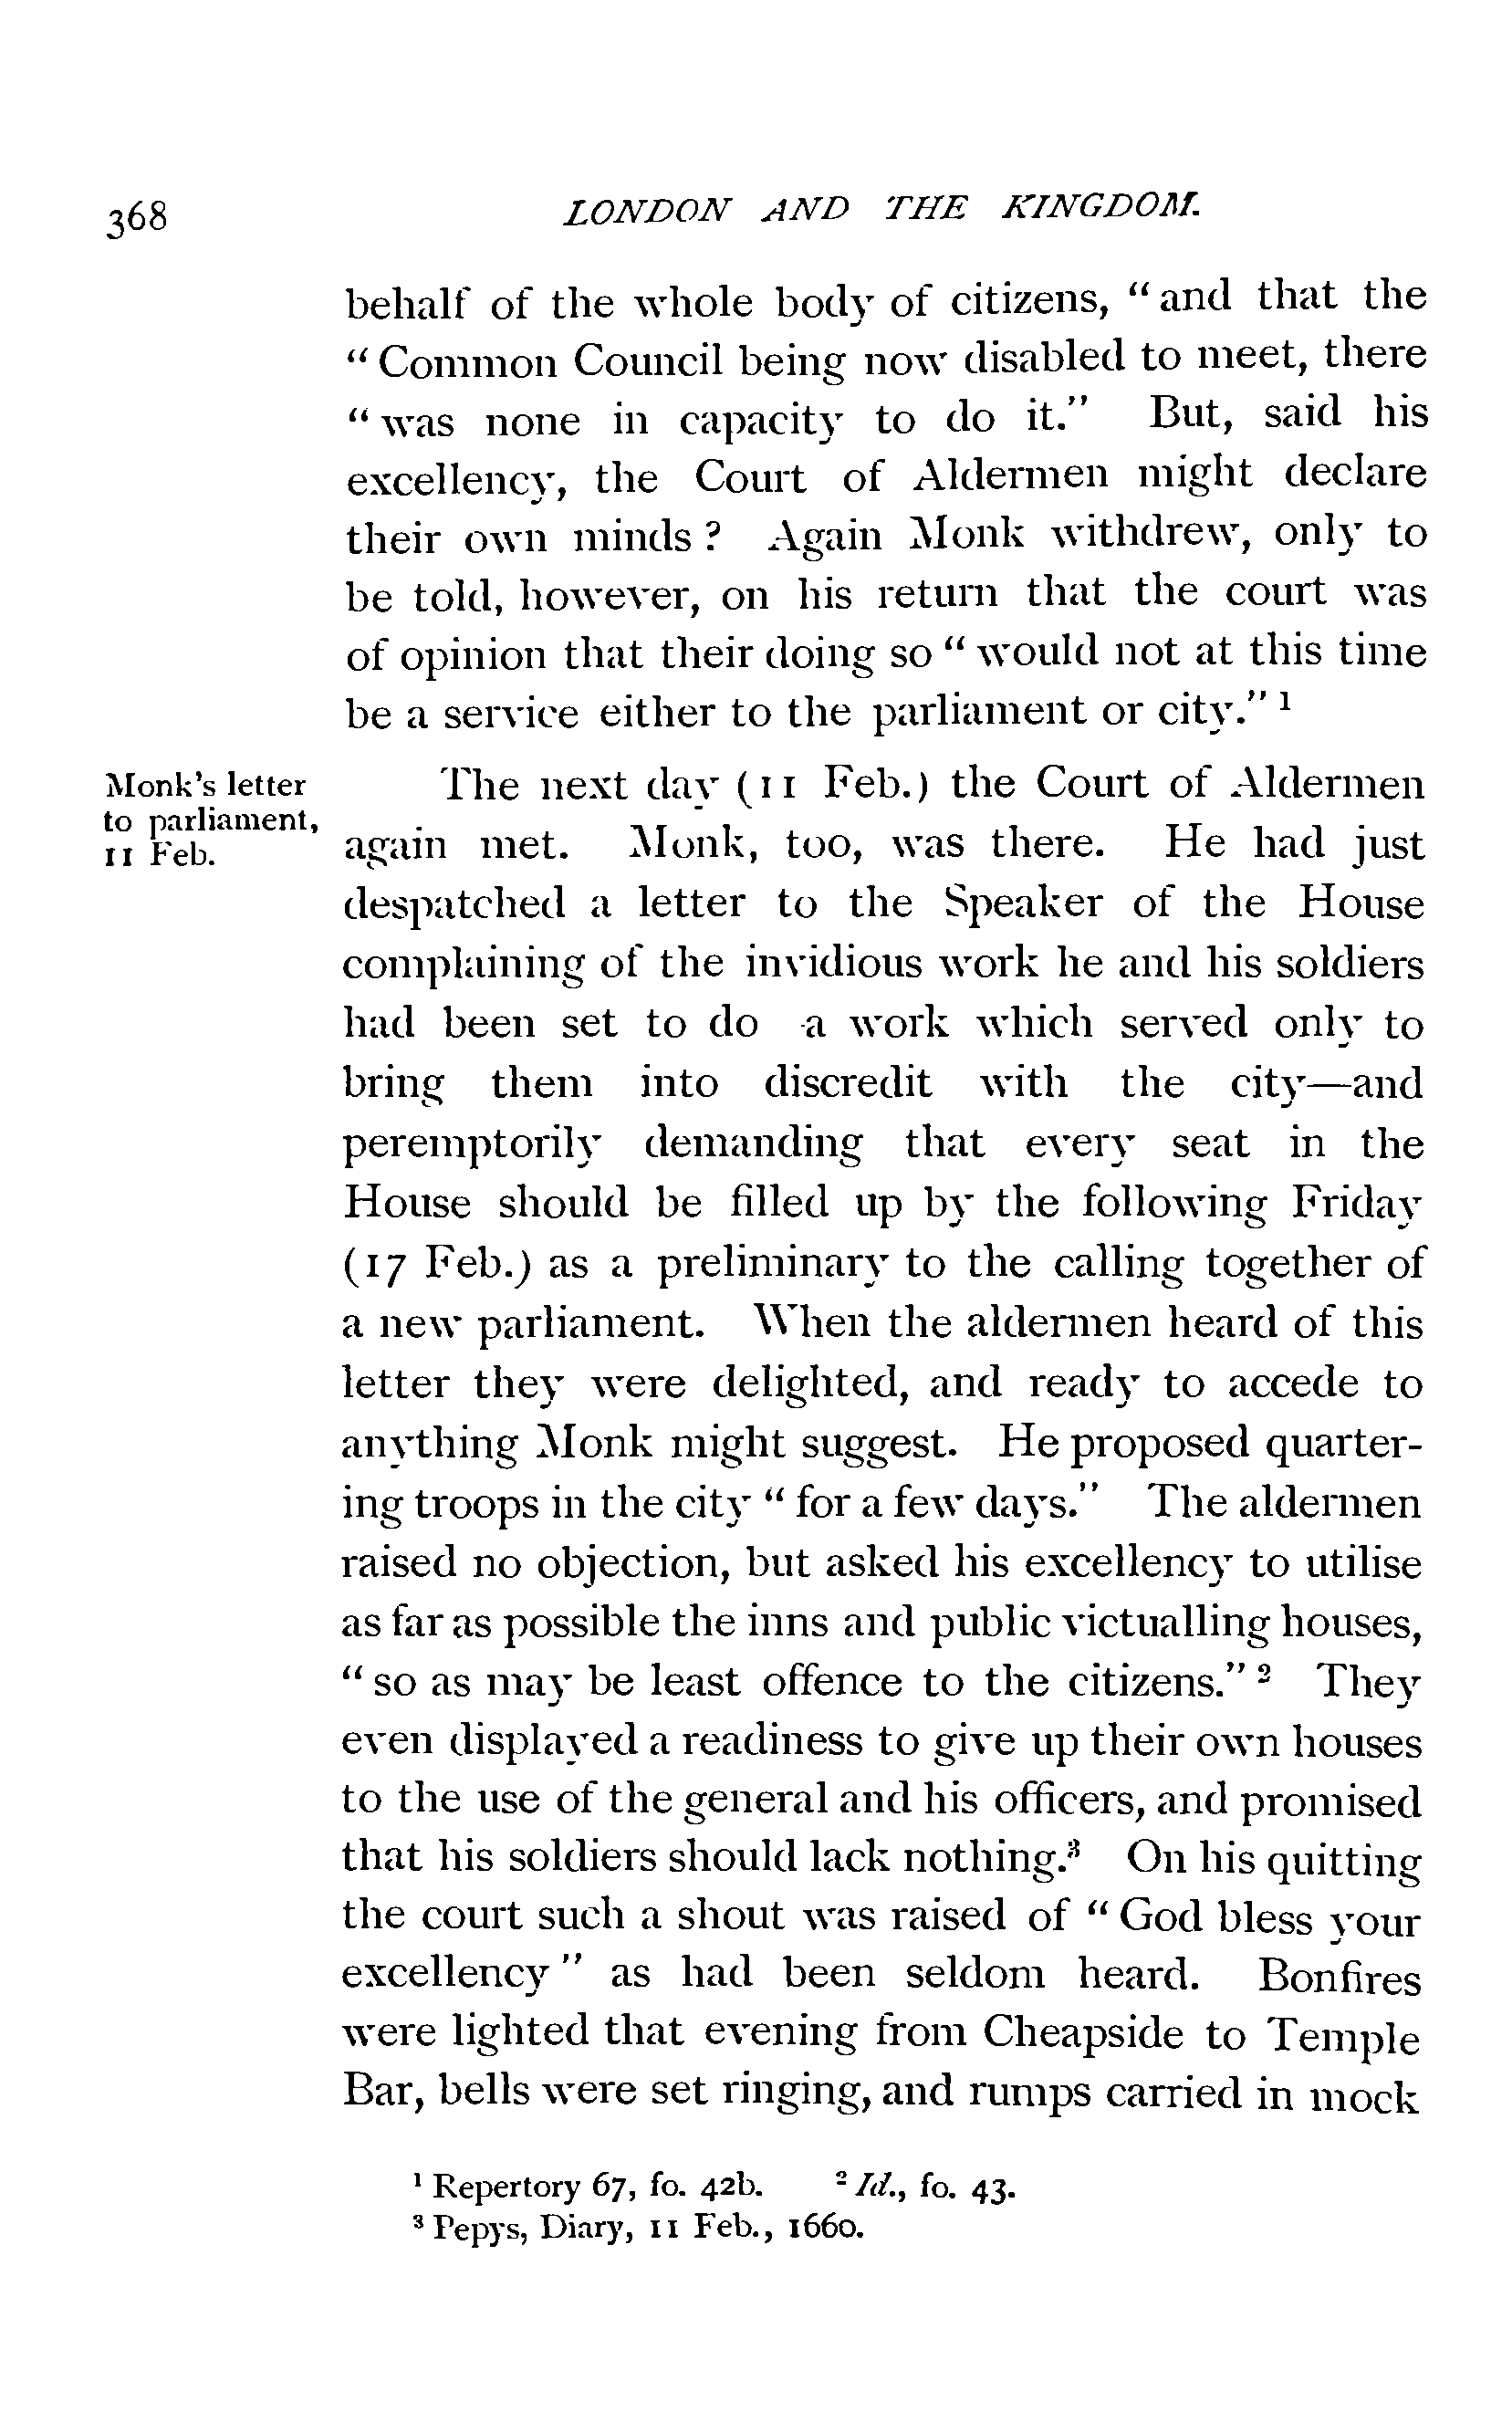 368
LONDON AND THE KINGDOM.
behalf of the whole body of citizens, “and that the
“Common Council being now disabled to meet, there
“was none in capacity to do it.” But, said his
excellency, the Court of Aldermen might declare
their own minds? Again Monk withdrew, only to
be told, however, on his return that the court was
of opinion that their doing so “would not at this time
be a service either to the parliament or city.”¹
Monk's letter
to parliament,
11 Feb.
The next day (11 Feb.) the Court of Aldermen
again met. Monk, too, was there. He had just
despatched a letter to the Speaker of the House
complaining of the invidious work he and his soldiers
had been set to do -a work which served only to
bring them into discredit with the city—and
peremptorily demanding that every seat in the
House should be filled up by the following Friday
(17 Feb.) as a preliminary to the calling together of
a new parliament. When the aldermen heard of this
letter they were delighted, and ready to accede to
anything Monk might suggest. He proposed quarter-
ing troops in the city “for a few days.” The aldermen
raised no objection, but asked his excellency to utilise
as far as possible the inns and public victualling houses,
“so as may be least offence to the citizens.”² They
even displayed a readiness to give up their own houses
to the use of the general and his officers, and promised
that his soldiers should lack nothing.³ On his quitting
the court such a shout was raised of “God bless your
excellency” as had been seldom heard. Bonfires
were lighted that evening from Cheapside to Temple
Bar, bells were set ringing, and rumps carried in mock
¹ Repertory 67, fo. 42b. ² Id., fo. 43.
³ Pepys, Diary, 11 Feb., 1660.